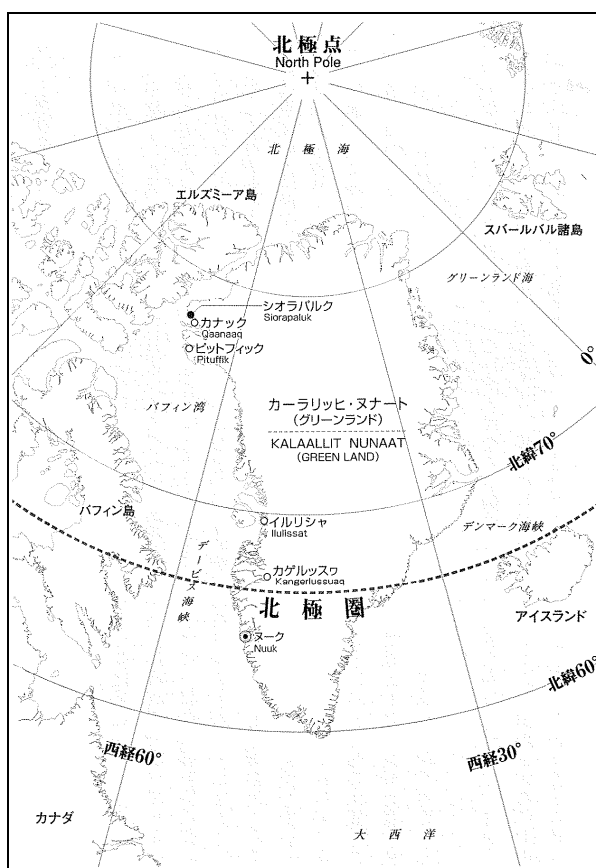 北極点
North Pole
北極海
エルズミーア島
スバールバル諸島
グリーンランド海
シオラパルク
Siorapaluk
カナック
Qaanaaq
ピットフィック
Pituffik
0°
バフィン湾
カーラリッヒ・ヌナート
(グリーンランド)
KALAALLIT NUNAAT
(GREEN LAND)
北緯70°
バフィン島
イルリシャ
Ilulissat
デンマーク海峡
デービス海峡
カゲルッスヮ
Kangerlussuaq
北極圏
アイスランド
ヌーク
Nuuk
北緯60°
西経60°
西経30°
カナダ
大西洋